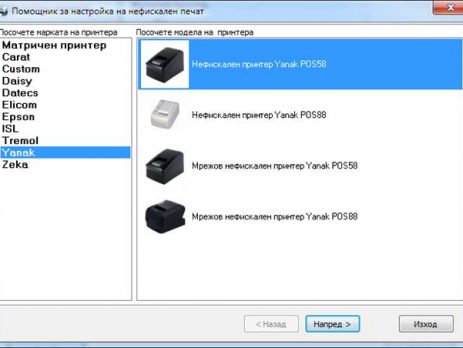 Помощник за настройка на нефискален печат
Посочете марката на принтера
Посочете модела на принтера
Матричен принтер
Carat
Custom
Daisy
Datecs
Elicom
Epson
ISL
Tremol
Yanak
Zeka
Нефискален принтер Yanak POS58
Нефискален принтер Yanak POS88
Мрежов нефискален принтер Yanak POS58
Мрежов нефискален принтер Yanak POS88
< Назад
Напред >
Изход